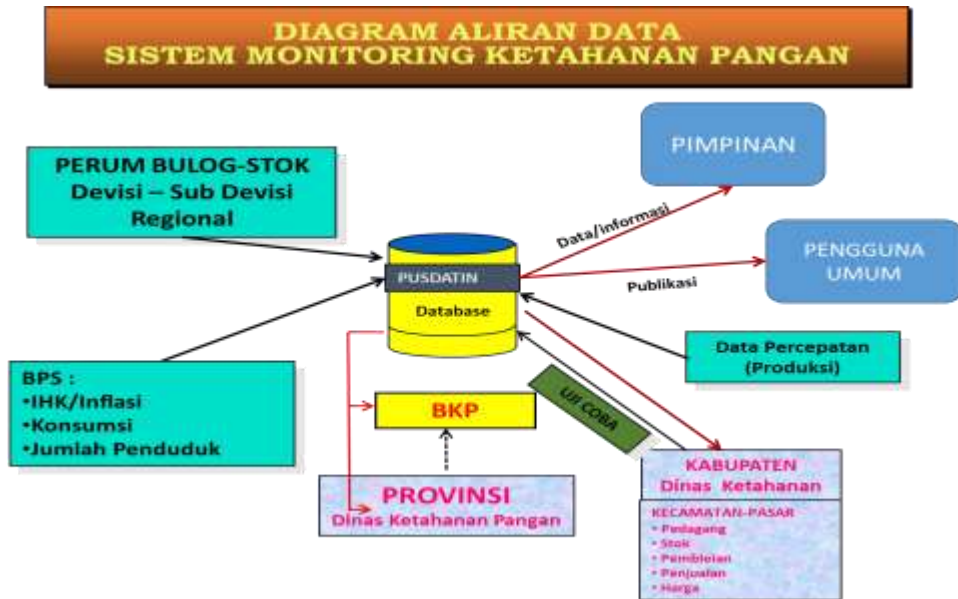 DIAGRAM ALIRAN DATA
SISTEM MONITORING KETAHANAN PANGAN
PERUM BULOG-STOK
Devisi – Sub Devisi
Regional
PIMPINAN
Data/informasi
PENGGUNA
UMUM
Publikasi
PUSDATIN
Database
Data Percepatan
(Produksi)
BPS :
•IHK/Inflasi
•Konsumsi
•Jumlah Penduduk
BKP
UJI COBA
PROVINSI
Dinas Ketahanan Pangan
KABUPATEN
Dinas Ketahanan
KECAMATAN-PASAR
• Pedagang
• Stok
• Pembleian
• Penjualan
• Harga